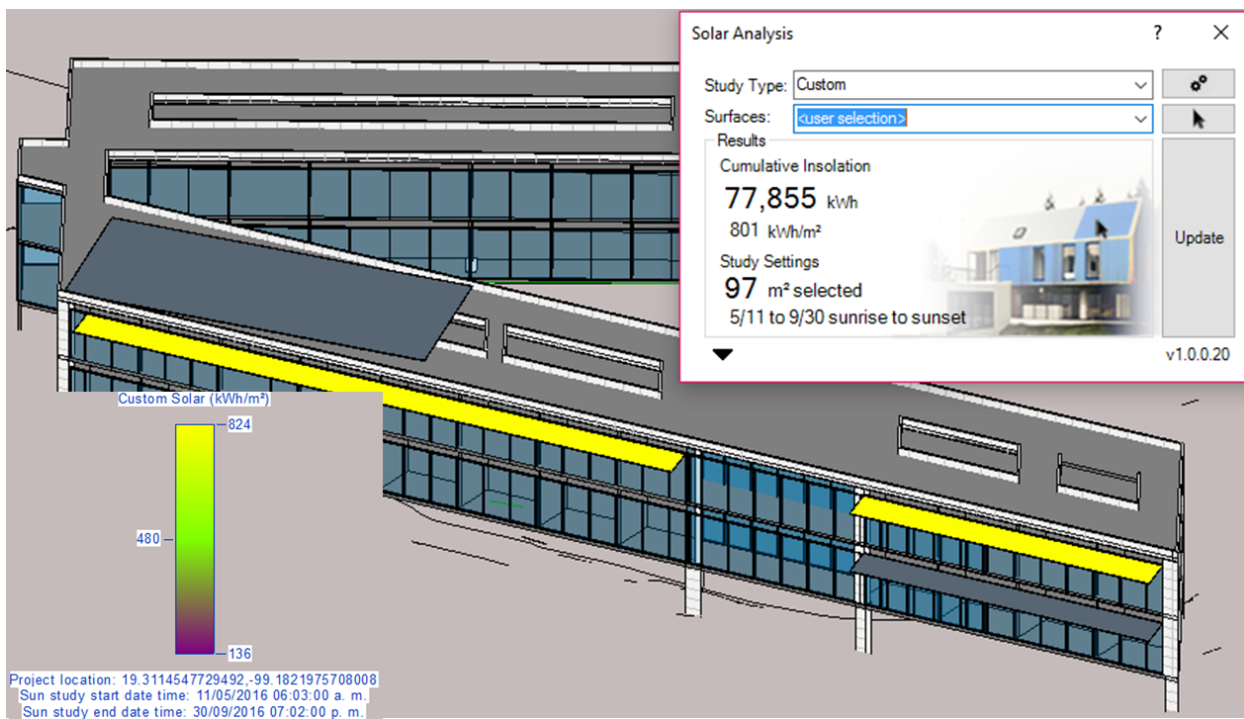 Solar Analysis
?
Study Type: Custom
Surfaces: <user selection>
Results
Cumulative Insolation
77,855 kWh
801 kWh/m²
Study Settings
97 m² selected
5/11 to 9/30 sunrise to sunset
Update
v1.0.0.20
Custom Solar (kWh/m²)
824
480
136
Project location: 19.3114547729492,-99.1821975708008
Sun study start date time: 11/05/2016 06:03:00 a. m.
Sun study end date time: 30/09/2016 07:02:00 p. m.